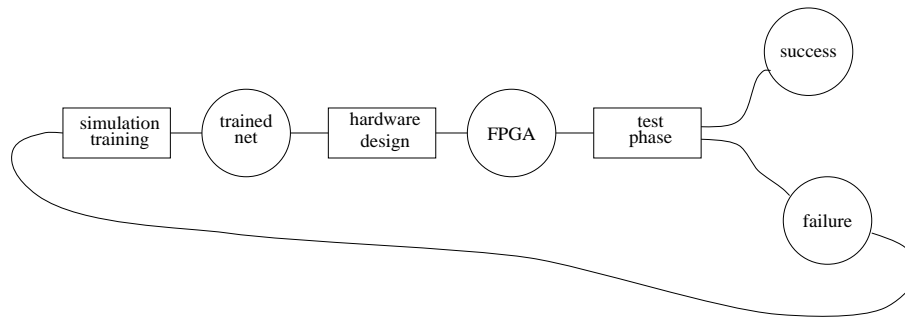 simulation
training
trained
net
hardware
design
FPGA
test
phase
success
failure